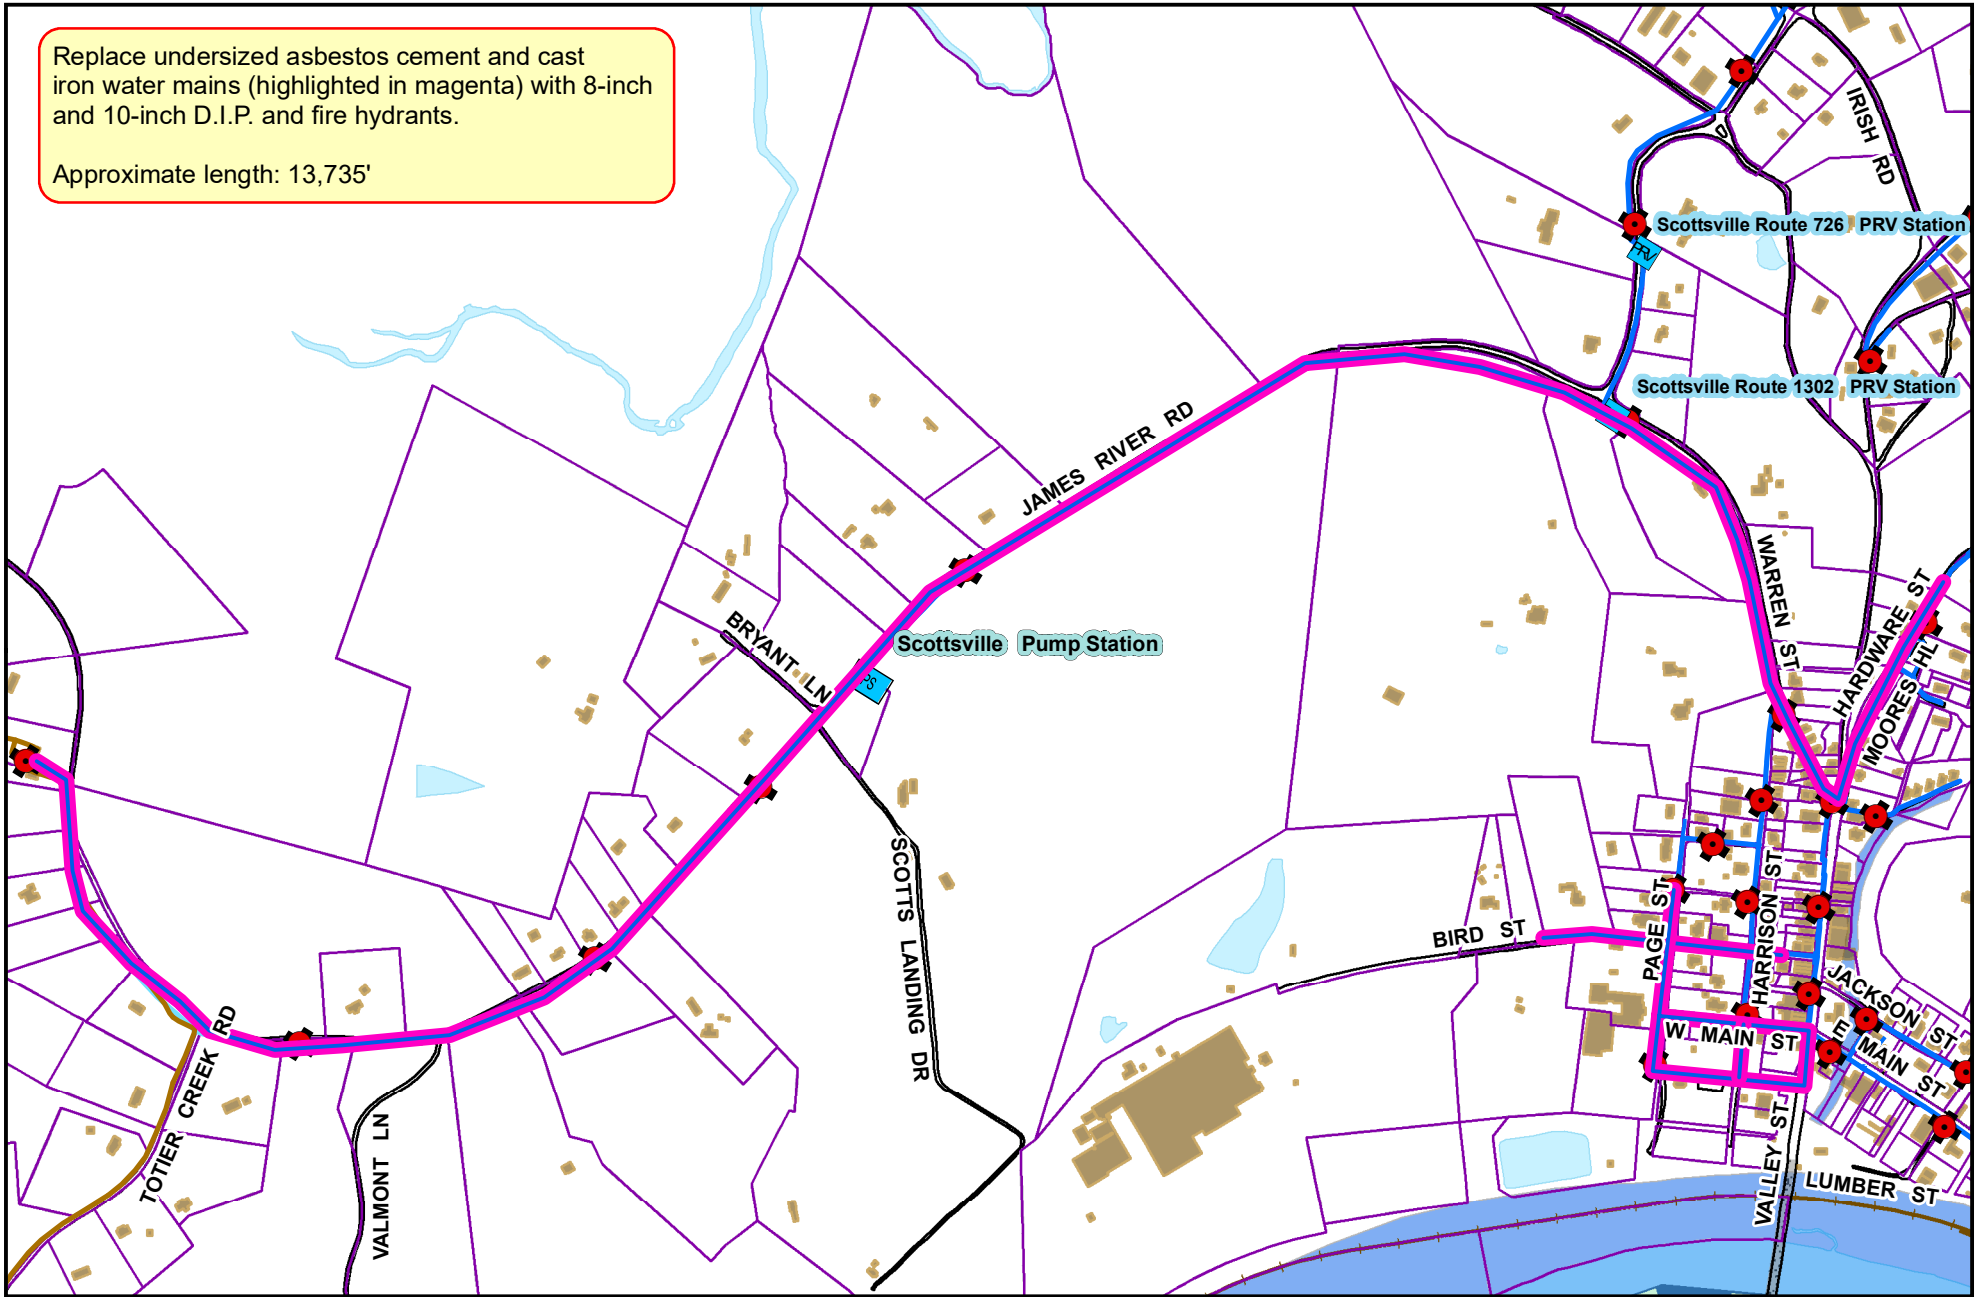 Replace undersized asbestos cement and cast
iron water mains (highlighted in magenta) with 8-inch
and 10-inch D.I.P. and fire hydrants.
Approximate length: 13,735'
IRISH RD
Scottsville Route 726 PRV Station
PRV
Scottsville Route 1302 PRV Station
JAMES RIVER RD
WARREN ST
HARDWARE ST
MOORES HL
BRYANT LN
Scottsville Pump Station
PS
SCOTTS LANDING DR
BIRD ST
PAGE ST
HARRISON ST
JACKSON ST
W MAIN ST
E MAIN ST
TOTIER CREEK RD
VALMONT LN
VALLEY ST
LUMBER ST